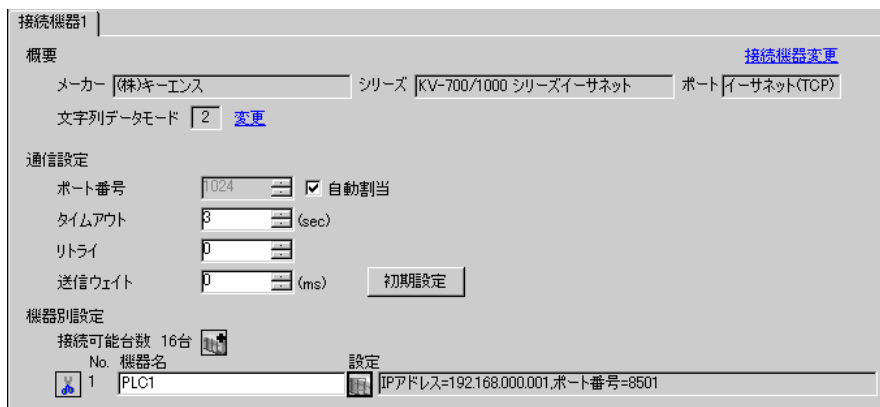 接続機器1
概要
接続機器変更
メーカー (株)キーエンス シリーズ KV-700/1000 シリーズイーサネット ポート イーサネット(TCP)
文字列データモード 2 変更
通信設定
ポート番号 1024 自動割当
タイムアウト 3 (sec)
リトライ 0
送信ウェイト 0 (ms) 初期設定
機器別設定
接続可能台数 16台
No. 機器名 設定
1 PLC1 IPアドレス=192.168.000.001,ポート番号=8501